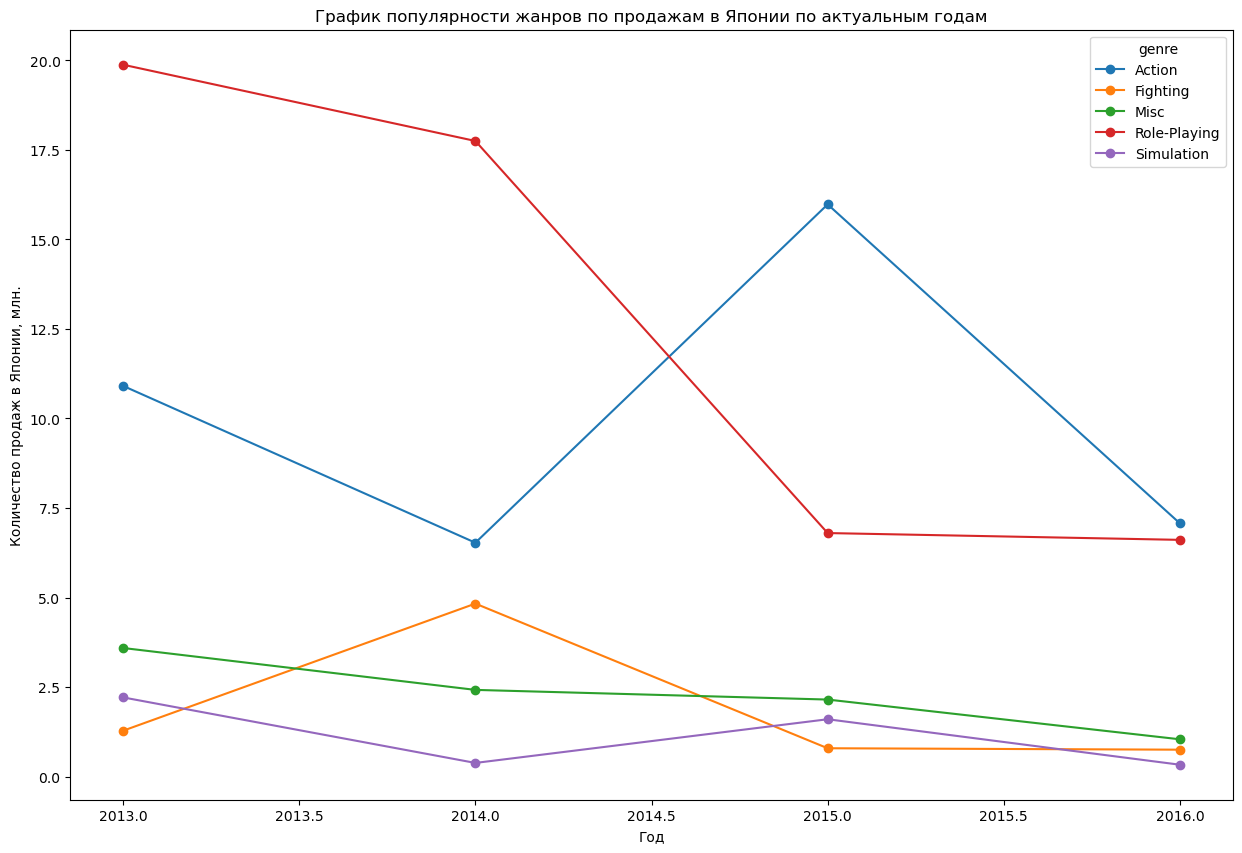 График популярности жанров по продажам в Японии по актуальным годам
genre
Action
Fighting
Misc
Role-Playing
Simulation
Количество продаж в Японии, млн.
20.0
17.5
15.0
12.5
10.0
7.5
5.0
2.5
0.0
2013.0 2013.5 2014.0 2014.5 2015.0 2015.5 2016.0
Год